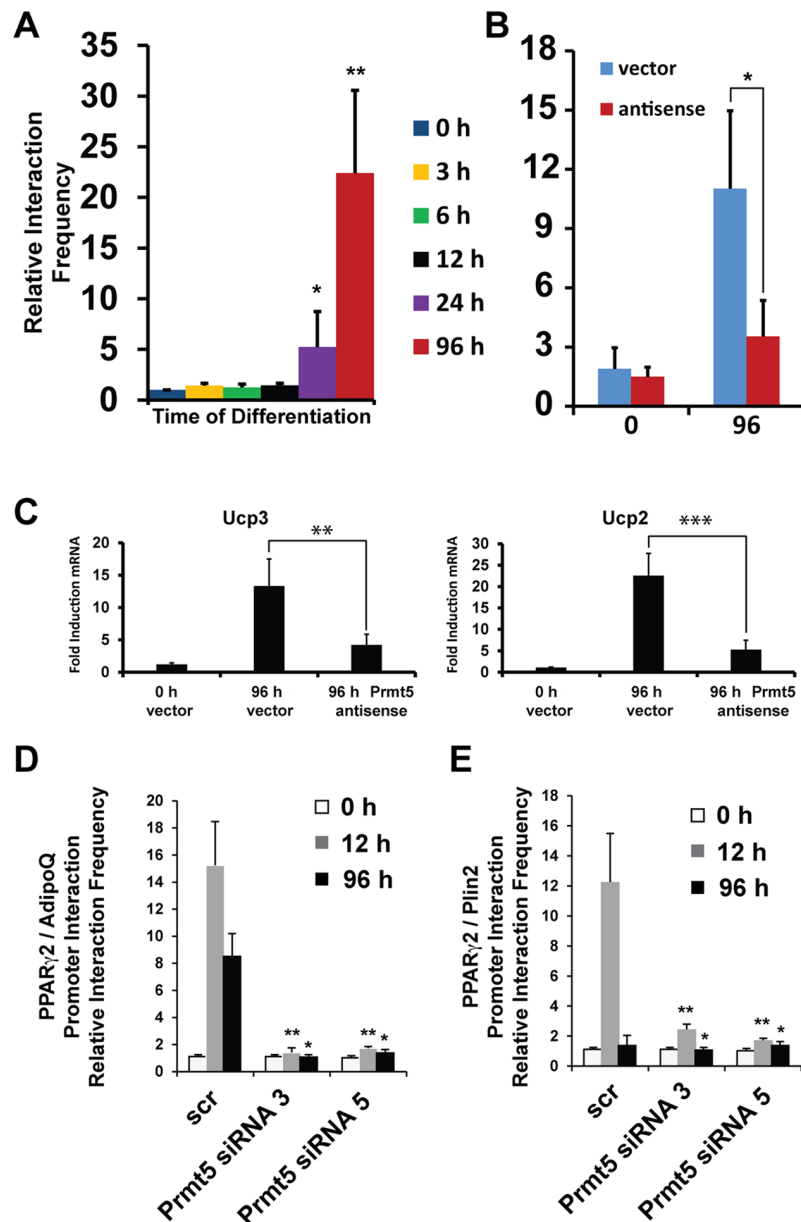 A
Relative Interaction
Frequency
35
30
25
20
15
10
5
0
*
**
Time of Differentiation
0 h
3 h
6 h
12 h
24 h
96 h
B
18
15
12
9
6
3
0
vector
antisense
*
0
96
C
Ucp3
Fold Induction mRNA
20
15
10
5
0
**
0 h
vector
96 h
vector
96 h Prmt5
antisense
Ucp2
Fold Induction mRNA
30
25
20
15
10
5
0
***
0 h
vector
96 h
vector
96 h Prmt5
antisense
D
PPARγ2 / AdipoQ
Promoter Interaction
Relative Interaction Frequency
20
18
16
14
12
10
8
6
4
2
0
0 h
12 h
96 h
**
*
**
*
scr
Prmt5 siRNA 3
Prmt5 siRNA 5
E
PPARγ2 / Plin2
Promoter Interaction
Relative Interaction Frequency
18
16
14
12
10
8
6
4
2
0
0 h
12 h
96 h
**
*
**
*
scr
Prmt5 siRNA 3
Prmt5 siRNA 5